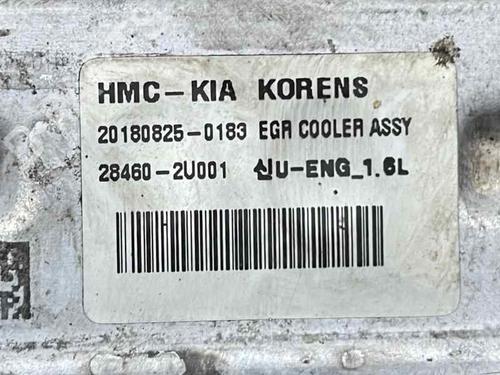 HMC-KIA KORENS
20180825-0183 EGR COOLER ASSY
28460-2U001 신U-ENG_1.6L